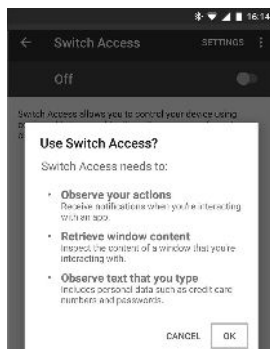 16:14
Switch Access SETTINGS
Off
Switch Access allows you to control your device using
Use Switch Access?
Switch Access needs to:
• Observe your actions
Receive notifications when you're interacting
with an app.
• Retrieve window content
Inspect the content of a window that you're
interacting with.
• Observe text that you type
Includes personal data such as credit card
numbers and passwords.
CANCEL OK